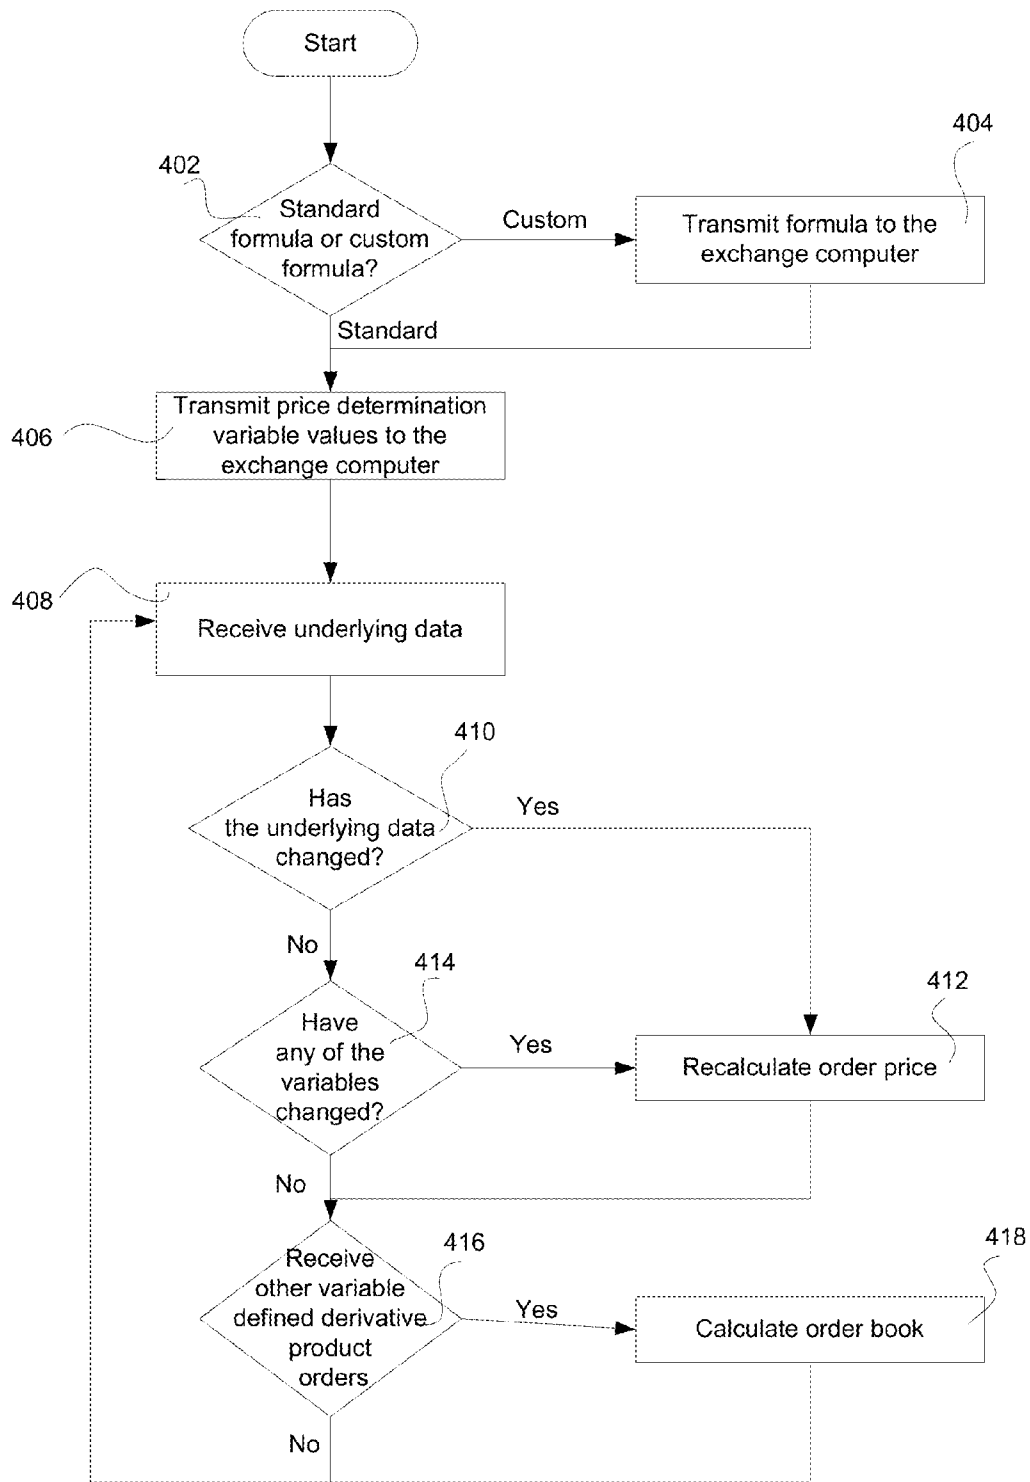 Start
402
404
Standard
formula or custom
formula?
Custom
Transmit formula to the
exchange computer
Standard
406
Transmit price determination
variable values to the
exchange computer
408
Receive underlying data
410
Has
the underlying data
changed?
Yes
No
414
412
Have
any of the
variables
changed?
Yes
Recalculate order price
No
416
418
Receive
other variable
defined derivative
product
orders
Yes
Calculate order book
No